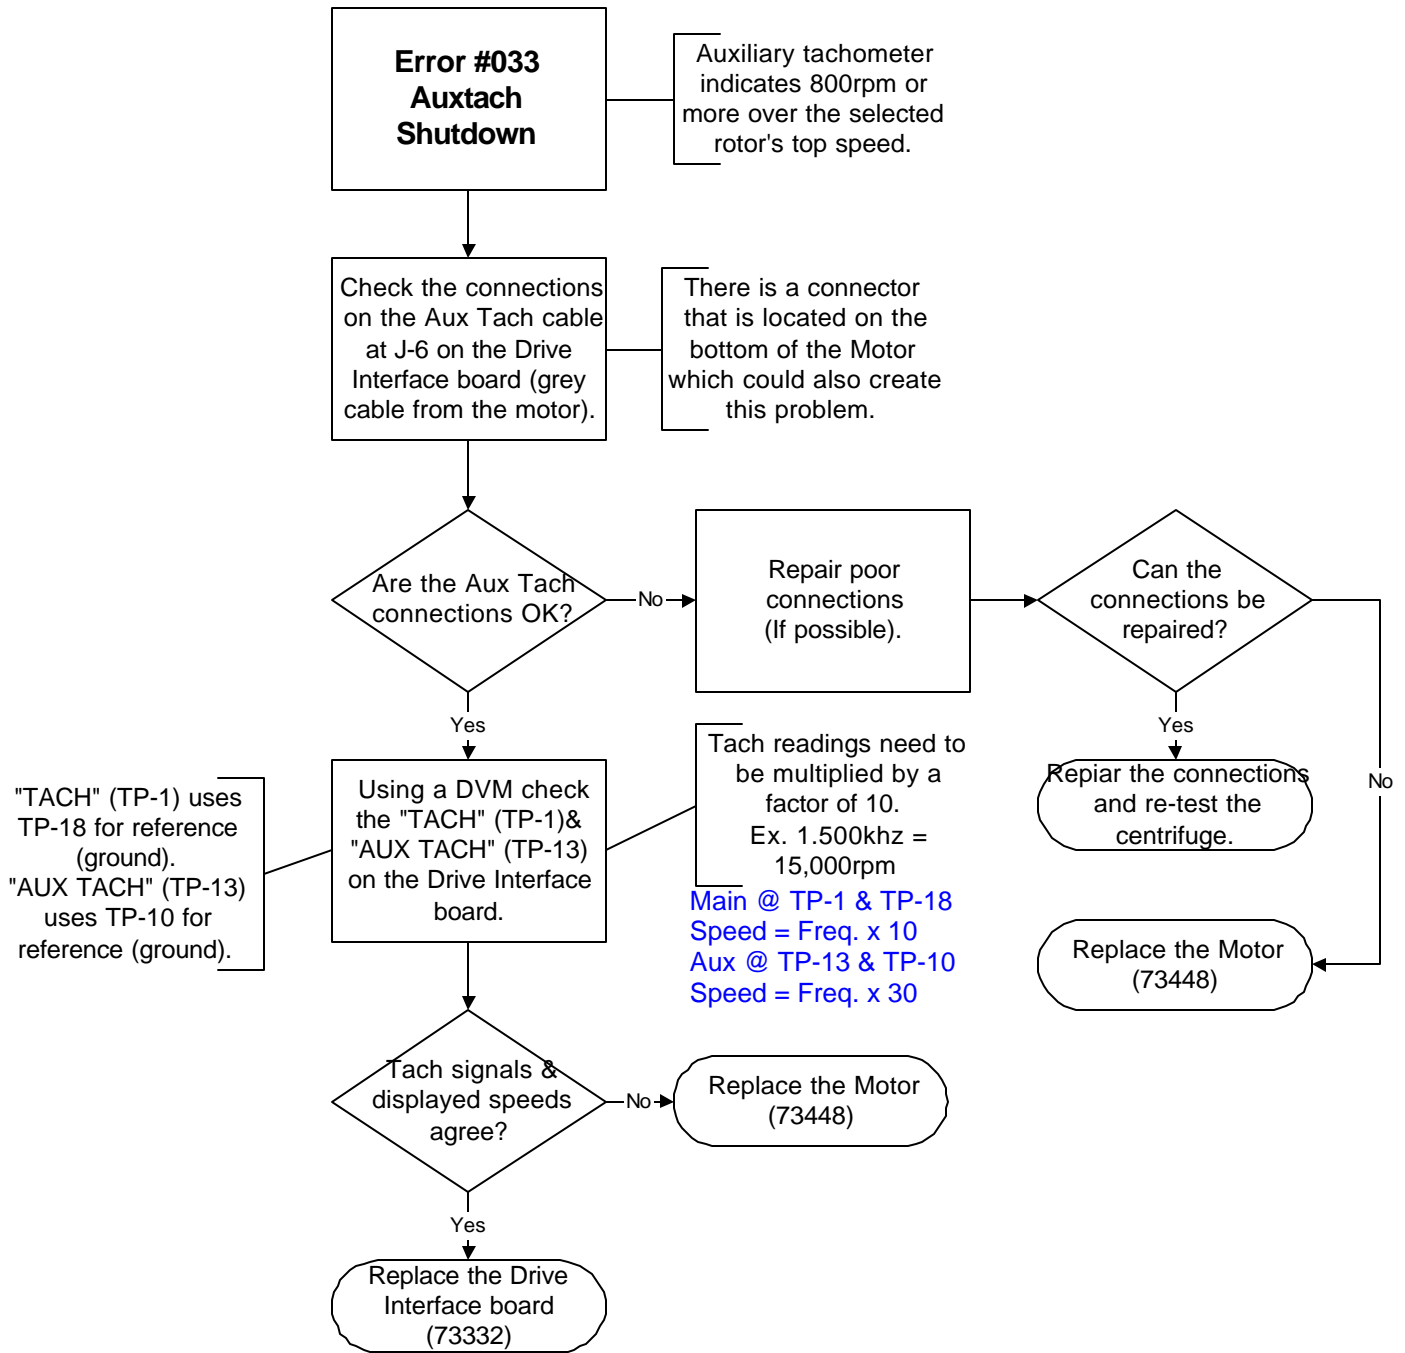 Error #033
Auxtach
Shutdown
Auxiliary tachometer
indicates 800rpm or
more over the selected
rotor's top speed.
Check the connections
on the Aux Tach cable
at J-6 on the Drive
Interface board (grey
cable from the motor).
There is a connector
that is located on the
bottom of the Motor
which could also create
this problem.
Are the Aux Tach
connections OK?
No
Repair poor
connections
(If possible).
Can the
connections be
repaired?
Yes
Yes
No
Repiar the connections
and re-test the
centrifuge.
"TACH" (TP-1) uses
TP-18 for reference
(ground).
"AUX TACH" (TP-13)
uses TP-10 for
reference (ground).
Using a DVM check
the "TACH" (TP-1)&
"AUX TACH" (TP-13)
on the Drive Interface
board.
Tach readings need to
be multiplied by a
factor of 10.
Ex. 1.500khz =
15,000rpm
Main @ TP-1 & TP-18
Speed = Freq. x 10
Aux @ TP-13 & TP-10
Speed = Freq. x 30
Replace the Motor
(73448)
Tach signals &
displayed speeds
agree?
No
Replace the Motor
(73448)
Yes
Replace the Drive
Interface board
(73332)